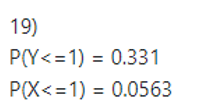 19)
P(Y<=1) = 0.331
P(X<=1) = 0.0563